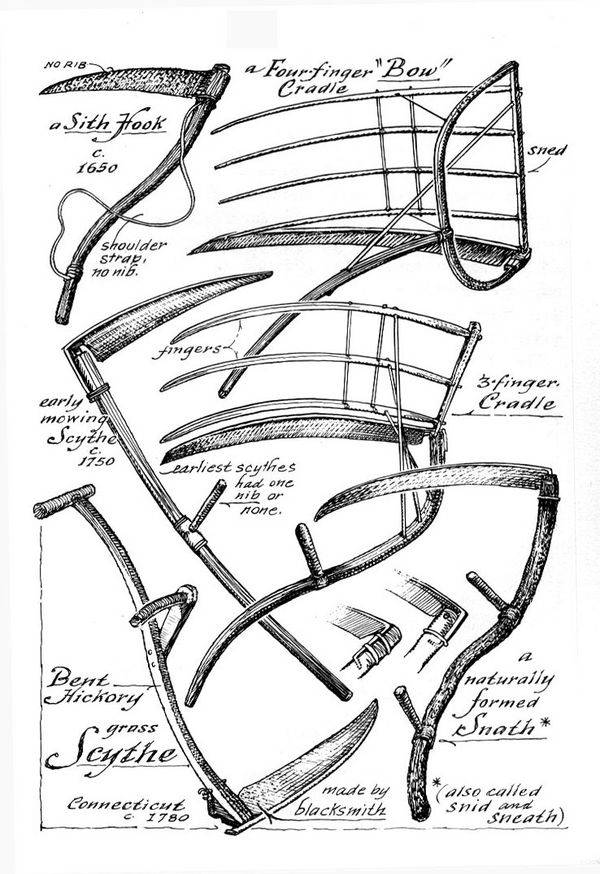 NO RIB
a Sith Hook
c.
1650
shoulder
strap,
no nib.
a Four-finger "Bow"
Cradle
sned
fingers
3-finger
Cradle
early
mowing
Scythe
c.
1750
earliest scythes
had one
nib or
none.
Bent
Hickory
grass
Scythe
Connecticut
c. 1780
made by
blacksmith
a
naturally
formed
Snath*
*(also called
snid and
sneath)